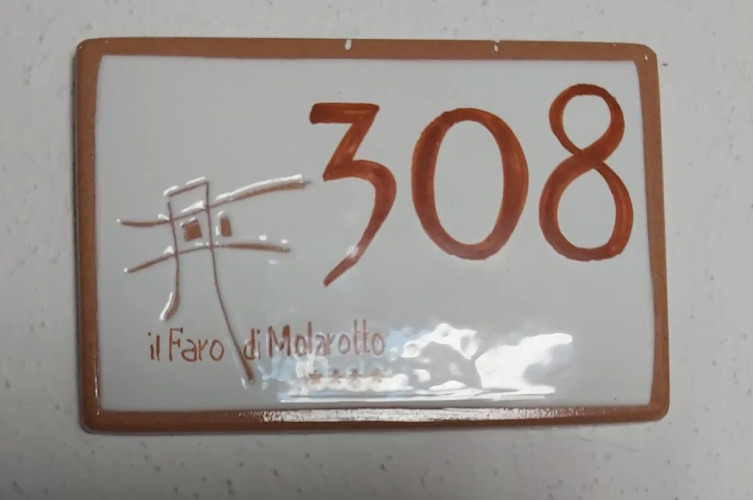 308
il Faro di Molarotto
****